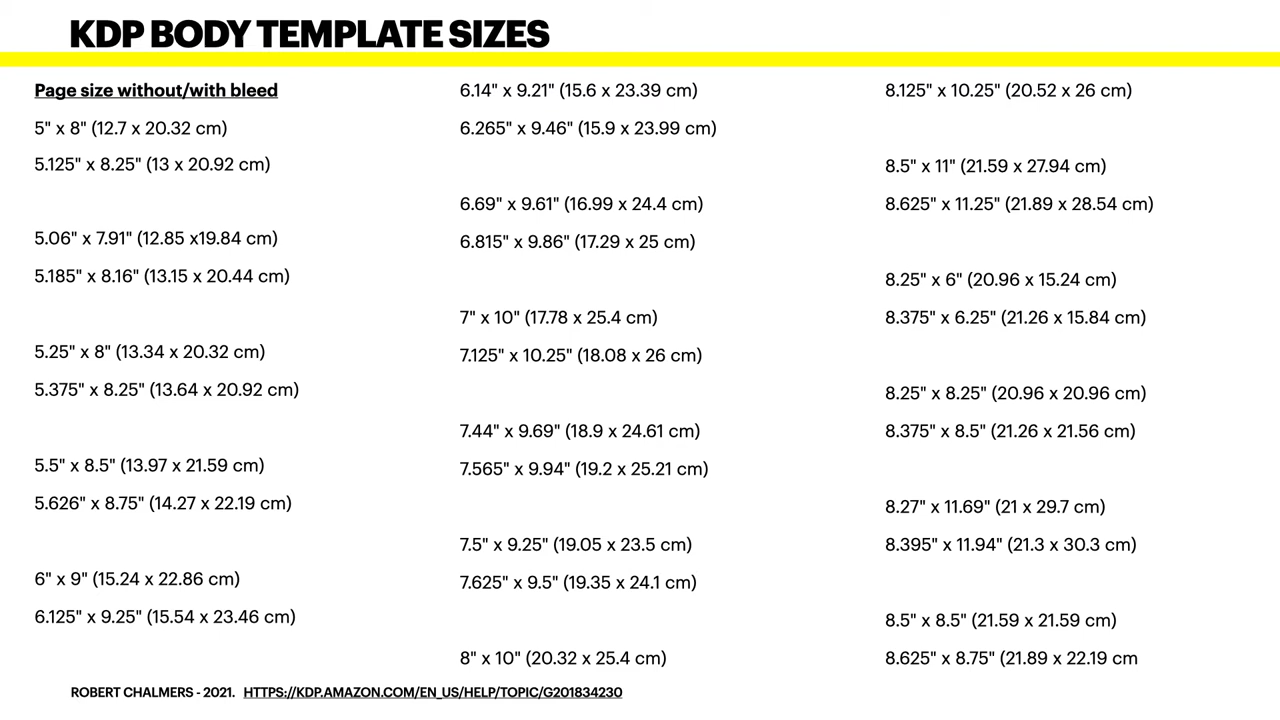 KDP BODY TEMPLATE SIZES
Page size without/with bleed
5" x 8" (12.7 x 20.32 cm)
5.125" x 8.25" (13 x 20.92 cm)
5.06" x 7.91" (12.85 x19.84 cm)
5.185" x 8.16" (13.15 x 20.44 cm)
5.25" x 8" (13.34 x 20.32 cm)
5.375" x 8.25" (13.64 x 20.92 cm)
5.5" x 8.5" (13.97 x 21.59 cm)
5.626" x 8.75" (14.27 x 22.19 cm)
6" x 9" (15.24 x 22.86 cm)
6.125" x 9.25" (15.54 x 23.46 cm)
6.14" x 9.21" (15.6 x 23.39 cm)
6.265" x 9.46" (15.9 x 23.99 cm)
6.69" x 9.61" (16.99 x 24.4 cm)
6.815" x 9.86" (17.29 x 25 cm)
7" x 10" (17.78 x 25.4 cm)
7.125" x 10.25" (18.08 x 26 cm)
7.44" x 9.69" (18.9 x 24.61 cm)
7.565" x 9.94" (19.2 x 25.21 cm)
7.5" x 9.25" (19.05 x 23.5 cm)
7.625" x 9.5" (19.35 x 24.1 cm)
8" x 10" (20.32 x 25.4 cm)
8.125" x 10.25" (20.52 x 26 cm)
8.5" x 11" (21.59 x 27.94 cm)
8.625" x 11.25" (21.89 x 28.54 cm)
8.25" x 6" (20.96 x 15.24 cm)
8.375" x 6.25" (21.26 x 15.84 cm)
8.25" x 8.25" (20.96 x 20.96 cm)
8.375" x 8.5" (21.26 x 21.56 cm)
8.27" x 11.69" (21 x 29.7 cm)
8.395" x 11.94" (21.3 x 30.3 cm)
8.5" x 8.5" (21.59 x 21.59 cm)
8.625" x 8.75" (21.89 x 22.19 cm
ROBERT CHALMERS - 2021. HTTPS://KDP.AMAZON.COM/EN_US/HELP/TOPIC/G201834230